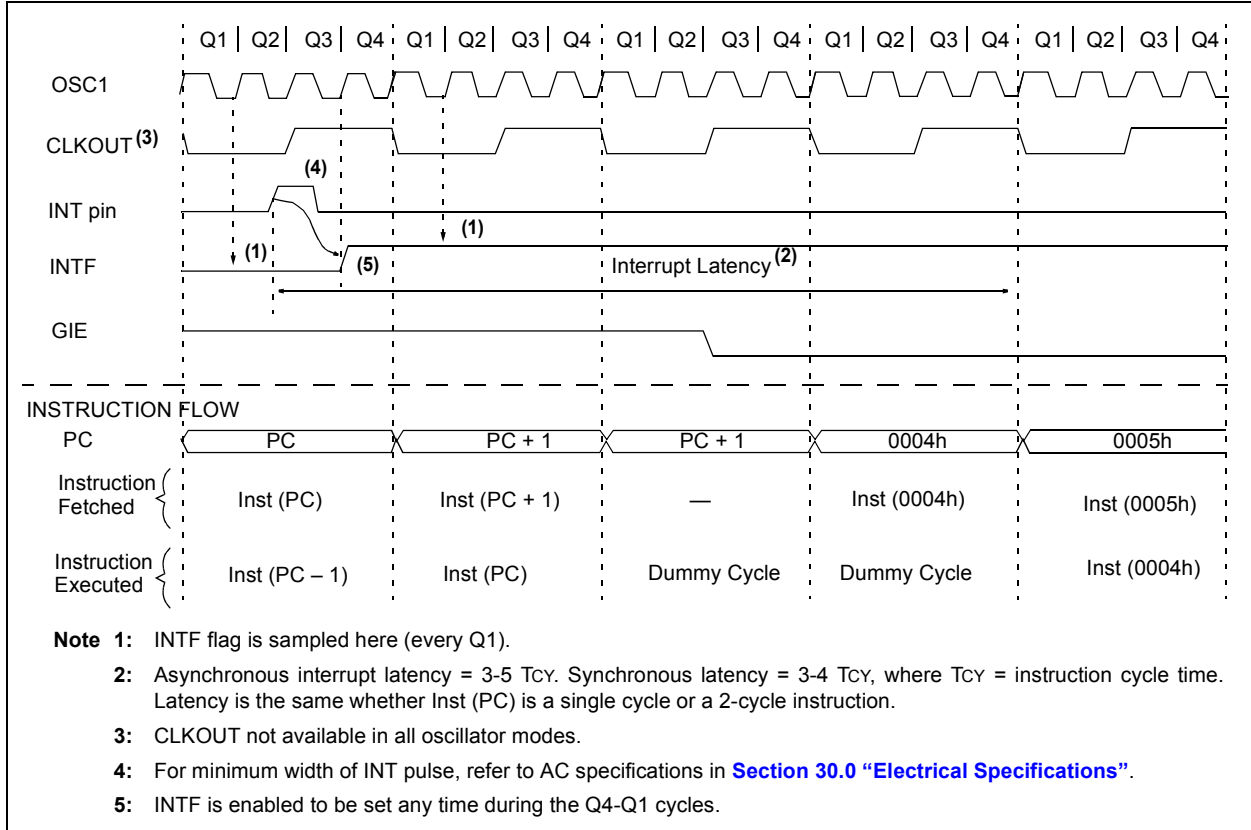 Q1 | Q2 | Q3 | Q4 Q1 | Q2 | Q3 | Q4 Q1 | Q2 | Q3 | Q4 Q1 | Q2 | Q3 | Q4 Q1 | Q2 | Q3 | Q4
OSC1
CLKOUT (3)
(4)
INT pin
(1)
(1)
INTF
(5)
Interrupt Latency (2)
GIE
INSTRUCTION FLOW
PC PC PC + 1 PC + 1 0004h 0005h
Instruction Fetched Inst (PC) Inst (PC + 1) — Inst (0004h) Inst (0005h)
Instruction Executed Inst (PC – 1) Inst (PC) Dummy Cycle Dummy Cycle Inst (0004h)
Note 1: INTF flag is sampled here (every Q1).
2: Asynchronous interrupt latency = 3-5 TCY. Synchronous latency = 3-4 TCY, where TCY = instruction cycle time.
Latency is the same whether Inst (PC) is a single cycle or a 2-cycle instruction.
3: CLKOUT not available in all oscillator modes.
4: For minimum width of INT pulse, refer to AC specifications in Section 30.0 “Electrical Specifications”.
5: INTF is enabled to be set any time during the Q4-Q1 cycles.